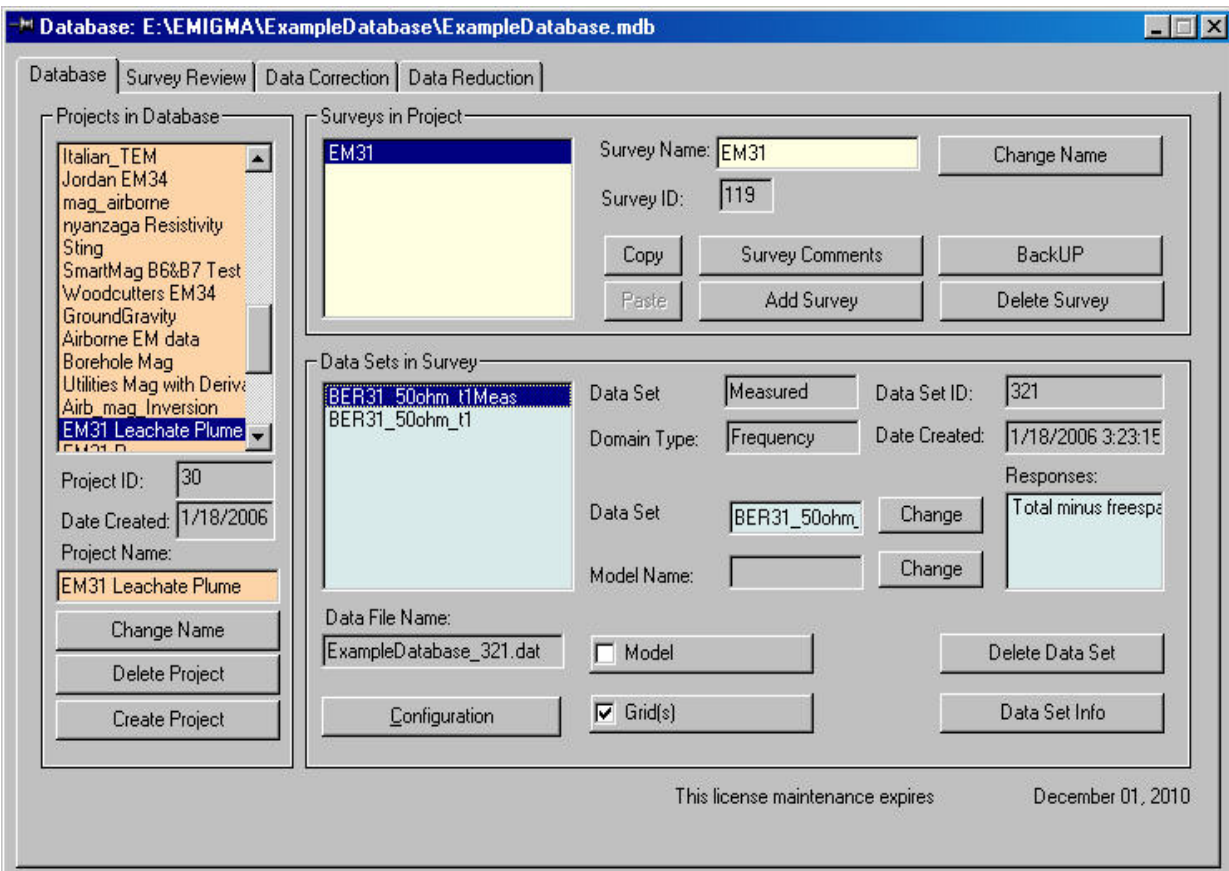 Database: E:\EMIGMA\ExampleDatabase\ExampleDatabase.mdb
Database
Survey Review
Data Correction
Data Reduction
Projects in Database
Italian_TEM
Jordan EM34
mag_airborne
nyanzaga Resistivity
Sting
SmartMag B6&B7 Test
Woodcutters EM34
GroundGravity
Airborne EM data
Borehole Mag
Utilities Mag with Deriva
Airb_mag_Inversion
EM31 Leachate Plume
Project ID:
30
Date Created:
1/18/2006
Project Name:
EM31 Leachate Plume
Change Name
Delete Project
Create Project
Surveys in Project
EM31
Survey Name:
EM31
Change Name
Survey ID:
119
Copy
Survey Comments
BackUP
Paste
Add Survey
Delete Survey
Data Sets in Survey
BER31_50ohm_t1Meas
BER31_50ohm_t1
Data Set
Measured
Data Set ID:
321
Domain Type:
Frequency
Date Created:
1/18/2006 3:23:15
Responses:
Total minus freespa
Data Set
BER31_50ohm_
Change
Model Name:
Change
Data File Name:
ExampleDatabase_321.dat
Model
Delete Data Set
Configuration
Grid(s)
Data Set Info
This license maintenance expires
December 01, 2010